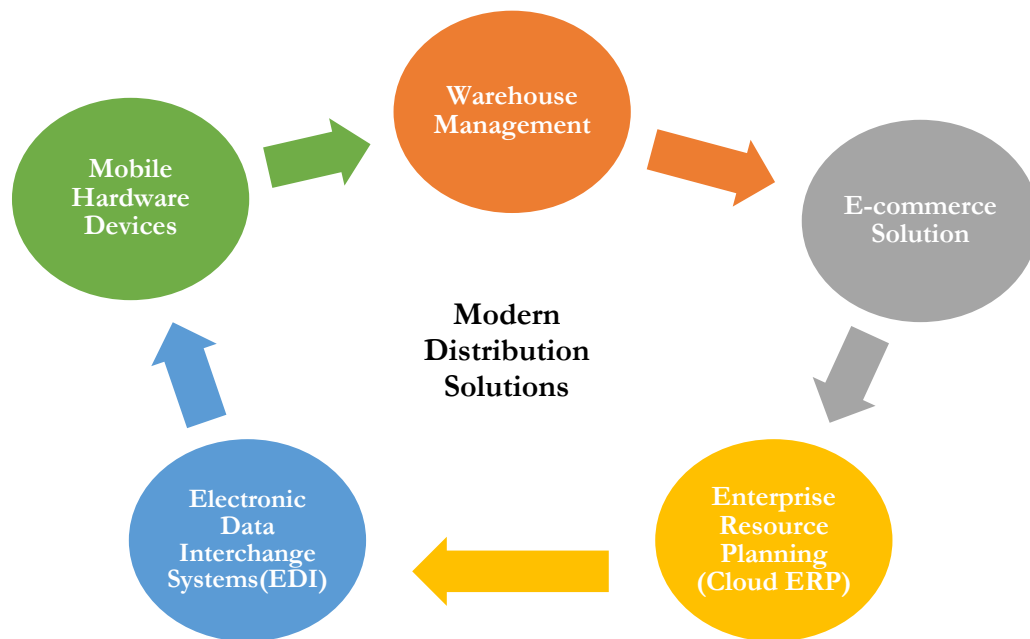 Warehouse
Management
E-commerce
Solution
Enterprise
Resource
Planning
(Cloud ERP)
Electronic
Data
Interchange
Systems(EDI)
Mobile
Hardware
Devices
Modern
Distribution
Solutions